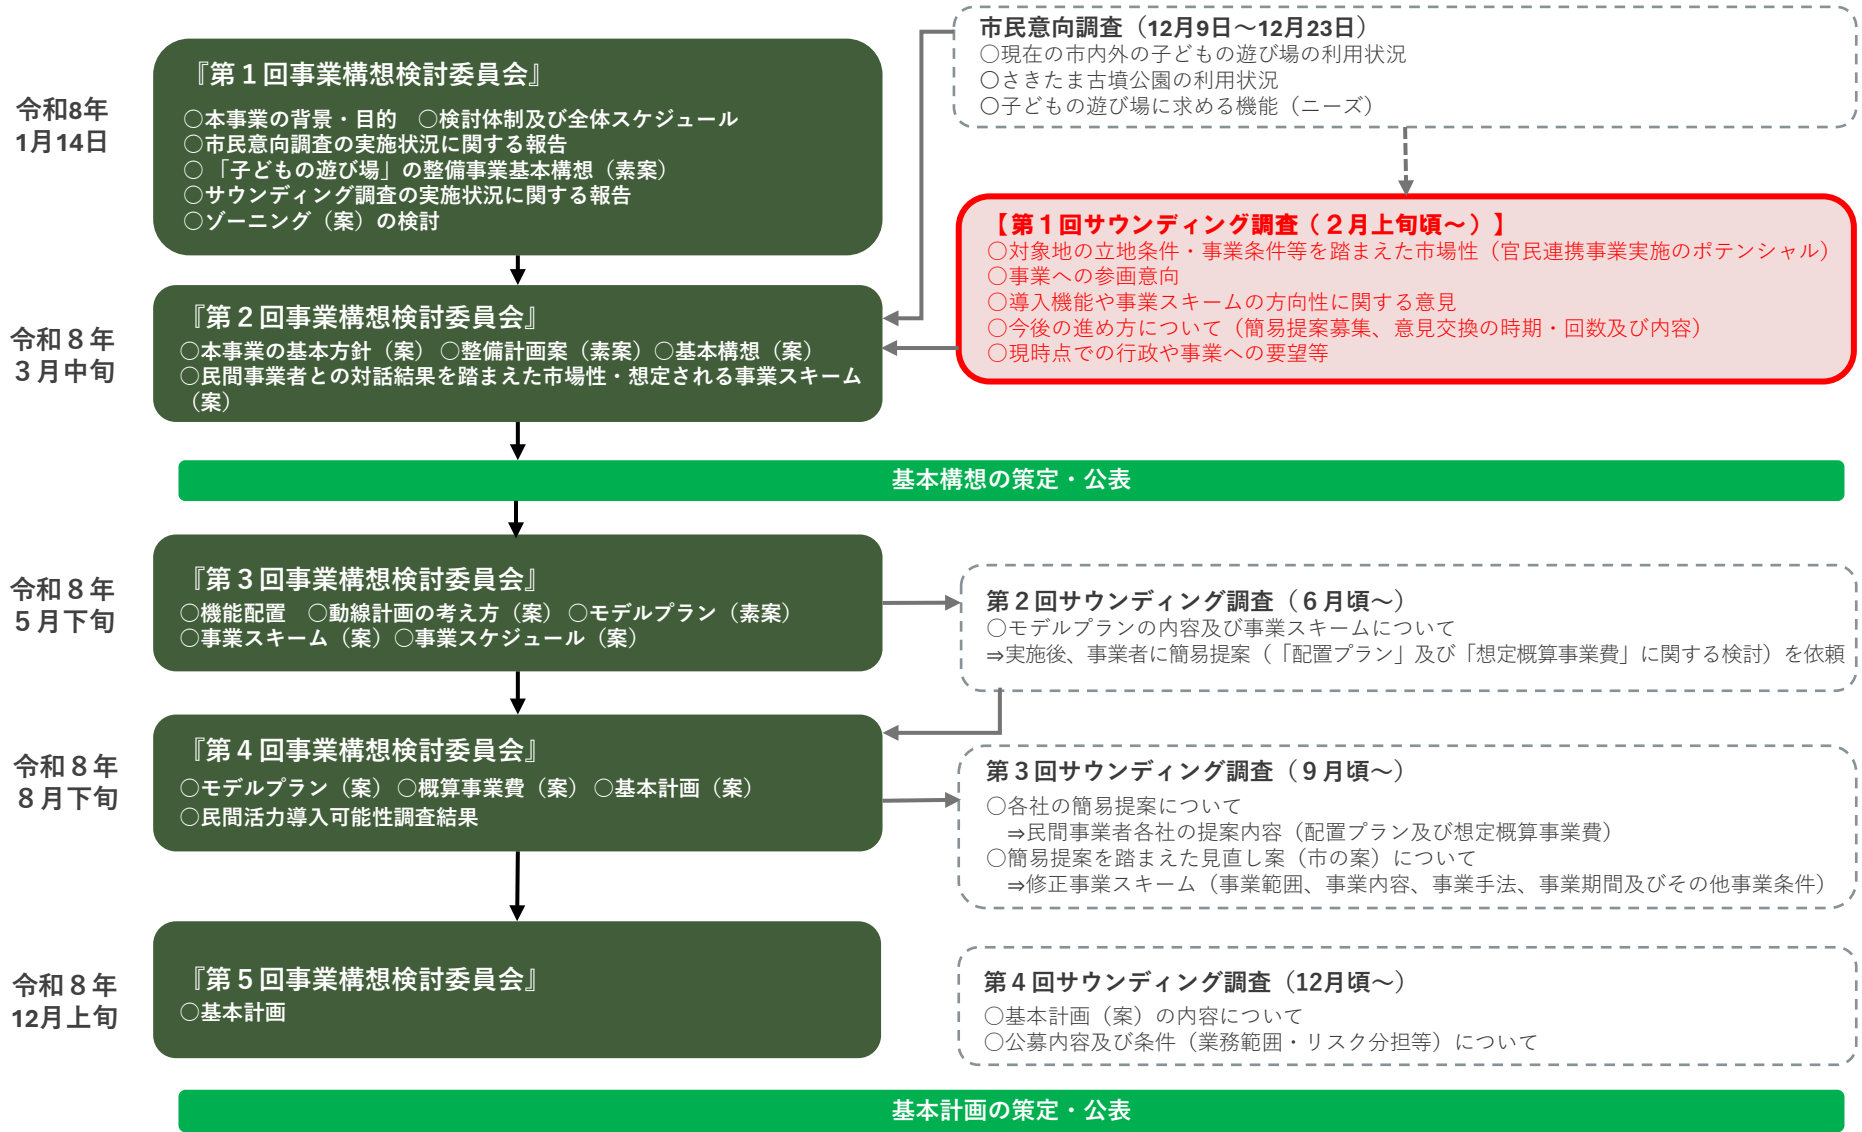 令和8年
1月14日
『第１回事業構想検討委員会』
○本事業の背景・目的　○検討体制及び全体スケジュール
○市民意向調査の実施状況に関する報告
○「子どもの遊び場」の整備事業基本構想（素案）
○サウンディング調査の実施状況に関する報告
○ゾーニング（案）の検討
市民意向調査（12月9日～12月23日）
○現在の市内外の子どもの遊び場の利用状況
○さきたま古墳公園の利用状況
○子どもの遊び場に求める機能（ニーズ）
【第１回サウンディング調査（２月上旬頃～）】
○対象地の立地条件・事業条件等を踏まえた市場性（官民連携事業実施のポテンシャル）
○事業への参画意向
○導入機能や事業スキームの方向性に関する意見
○今後の進め方について（簡易提案募集、意見交換の時期・回数及び内容）
○現時点での行政や事業への要望等
令和８年
３月中旬
『第２回事業構想検討委員会』
○本事業の基本方針（案）○整備計画案（素案）○基本構想（案）
○民間事業者との対話結果を踏まえた市場性・想定される事業スキーム
（案）
基本構想の策定・公表
令和８年
５月下旬
『第３回事業構想検討委員会』
○機能配置　○動線計画の考え方（案）○モデルプラン（素案）
○事業スキーム（案）○事業スケジュール（案）
第２回サウンディング調査（６月頃～）
○モデルプランの内容及び事業スキームについて
⇒実施後、事業者に簡易提案（「配置プラン」及び「想定概算事業費」に関する検討）を依頼
令和８年
８月下旬
『第４回事業構想検討委員会』
○モデルプラン（案）○概算事業費（案）○基本計画（案）
○民間活力導入可能性調査結果
第３回サウンディング調査（９月頃～）
○各社の簡易提案について
⇒民間事業者各社の提案内容（配置プラン及び想定概算事業費）
○簡易提案を踏まえた見直し案（市の案）について
⇒修正事業スキーム（事業範囲、事業内容、事業手法、事業期間及びその他事業条件）
令和８年
12月上旬
『第５回事業構想検討委員会』
○基本計画
第４回サウンディング調査（12月頃～）
○基本計画（案）の内容について
○公募内容及び条件（業務範囲・リスク分担等）について
基本計画の策定・公表